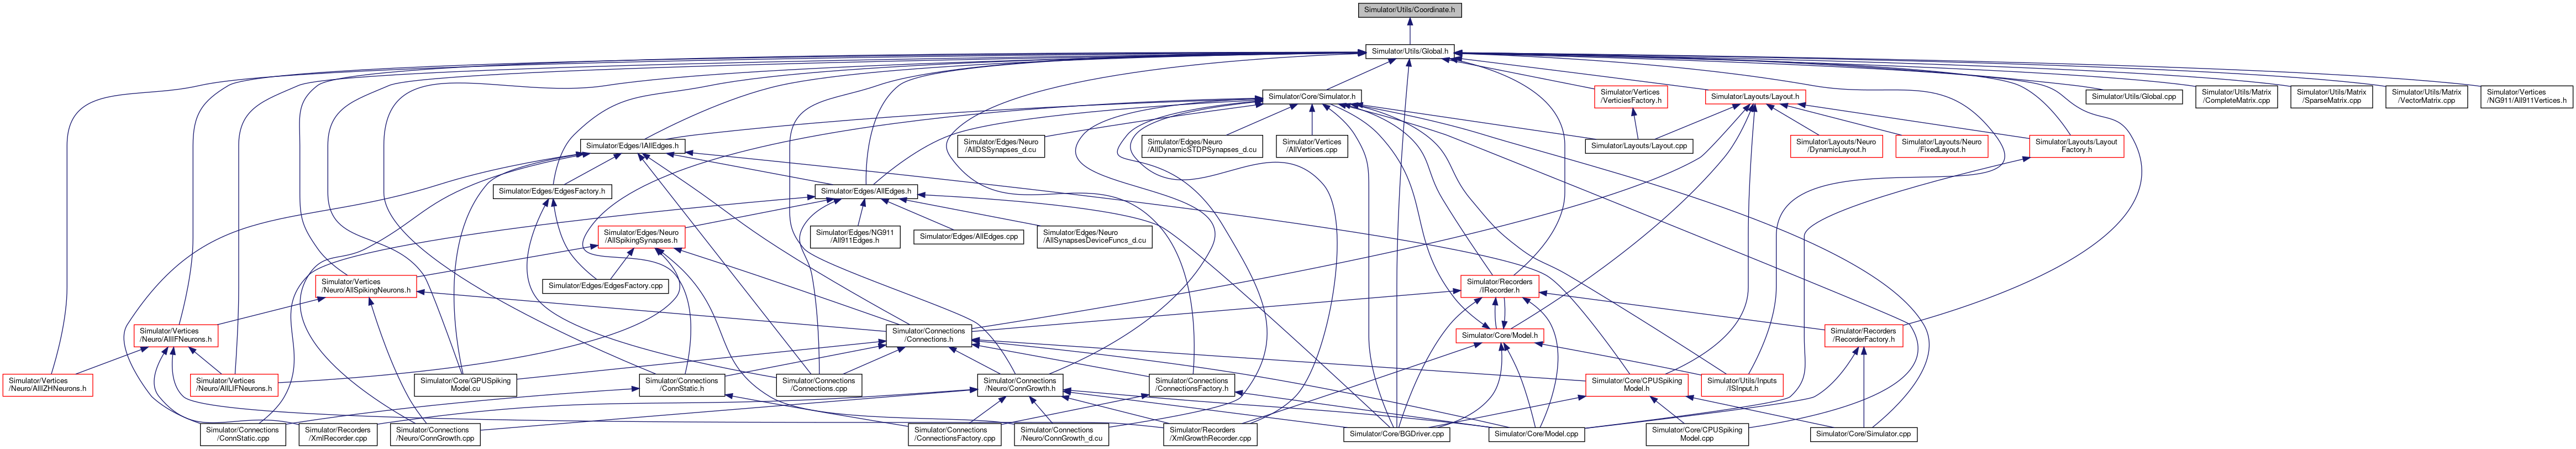 Simulator/Utils/Coordinate.h
Simulator/Utils/Global.h
Simulator/Core/Simulator.h
Simulator/Vertices
/VerticiesFactory.h
Simulator/Layouts/Layout.h
Simulator/Utils/Global.cpp
Simulator/Utils/Matrix
/CompleteMatrix.cpp
Simulator/Utils/Matrix
/SparseMatrix.cpp
Simulator/Utils/Matrix
/VectorMatrix.cpp
Simulator/Vertices
/NG911/All911Vertices.h
Simulator/Edges/IAllEdges.h
Simulator/Edges/Neuro
/AllDSSynapses_d.cu
Simulator/Edges/Neuro
/AllDynamicSTDPSynapses_d.cu
Simulator/Vertices
/AllVertices.cpp
Simulator/Layouts/Layout.cpp
Simulator/Layouts/Neuro
/DynamicLayout.h
Simulator/Layouts/Neuro
/FixedLayout.h
Simulator/Layouts/Layout
Factory.h
Simulator/Edges/EdgesFactory.h
Simulator/Edges/AllEdges.h
Simulator/Edges/Neuro
/AllSpikingSynapses.h
Simulator/Edges/NG911
/All911Edges.h
Simulator/Edges/AllEdges.cpp
Simulator/Edges/Neuro
/AllSynapsesDeviceFuncs_d.cu
Simulator/Vertices
/Neuro/AllSpikingNeurons.h
Simulator/Edges/EdgesFactory.cpp
Simulator/Recorders
/IRecorder.h
Simulator/Vertices
/Neuro/AllIFNeurons.h
Simulator/Connections
/Connections.h
Simulator/Core/Model.h
Simulator/Recorders
/RecorderFactory.h
Simulator/Vertices
/Neuro/AllIZHNeurons.h
Simulator/Vertices
/Neuro/AllLIFNeurons.h
Simulator/Core/GPUSpiking
Model.cu
Simulator/Connections
/ConnStatic.h
Simulator/Connections
/Connections.cpp
Simulator/Connections
/Neuro/ConnGrowth.h
Simulator/Connections
/ConnectionsFactory.h
Simulator/Core/CPUSpiking
Model.h
Simulator/Utils/Inputs
/ISInput.h
Simulator/Connections
/ConnStatic.cpp
Simulator/Recorders
/XmlRecorder.cpp
Simulator/Connections
/Neuro/ConnGrowth.cpp
Simulator/Connections
/ConnectionsFactory.cpp
Simulator/Connections
/Neuro/ConnGrowth_d.cu
Simulator/Recorders
/XmlGrowthRecorder.cpp
Simulator/Core/BGDriver.cpp
Simulator/Core/Model.cpp
Simulator/Core/CPUSpiking
Model.cpp
Simulator/Core/Simulator.cpp